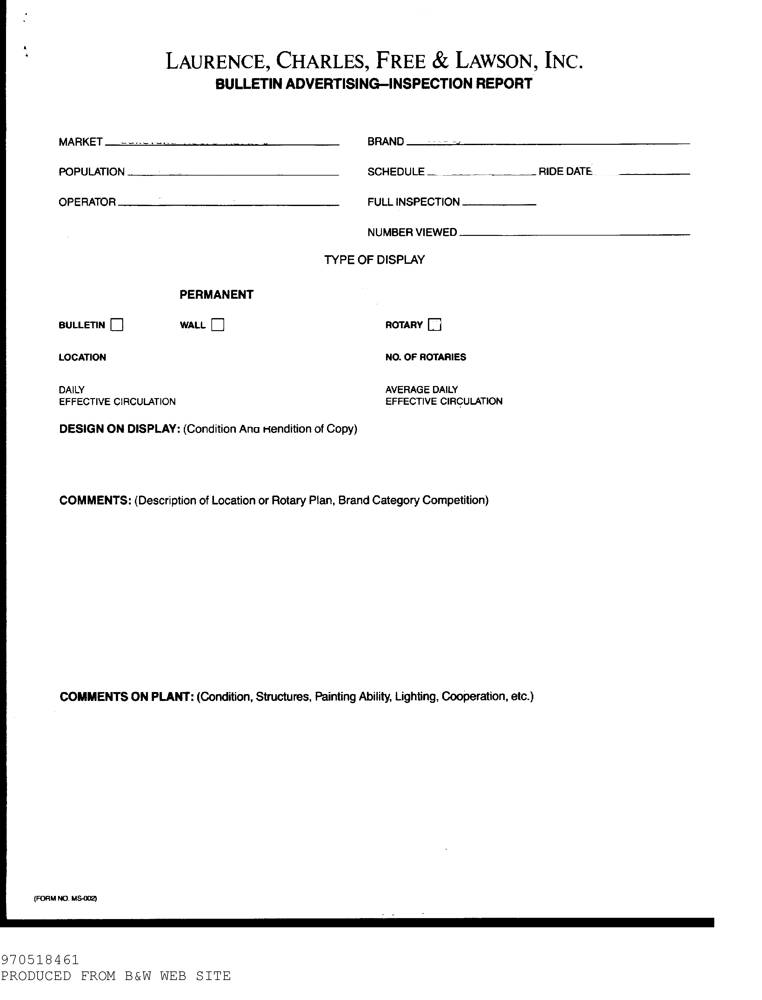 LAURENCE, CHARLES, FREE & LAWSON, INC.
BULLETIN ADVERTISING—INSPECTION REPORT
MARKET BRAND
POPULATION SCHEDULE RIDE DATE
OPERATOR FULL INSPECTION
NUMBER VIEWED
TYPE OF DISPLAY
PERMANENT
BULLETIN WALL ROTARY
LOCATION NO. OF ROTARIES
DAILY AVERAGE DAILY
EFFECTIVE CIRCULATION EFFECTIVE CIRCULATION
DESIGN ON DISPLAY: (Condition And Rendition of Copy)
COMMENTS: (Description of Location or Rotary Plan, Brand Category Competition)
COMMENTS ON PLANT: (Condition, Structures, Painting Ability, Lighting, Cooperation, etc.)
(FORM NO. MS-002)
970518461
PRODUCED FROM B&W WEB SITE